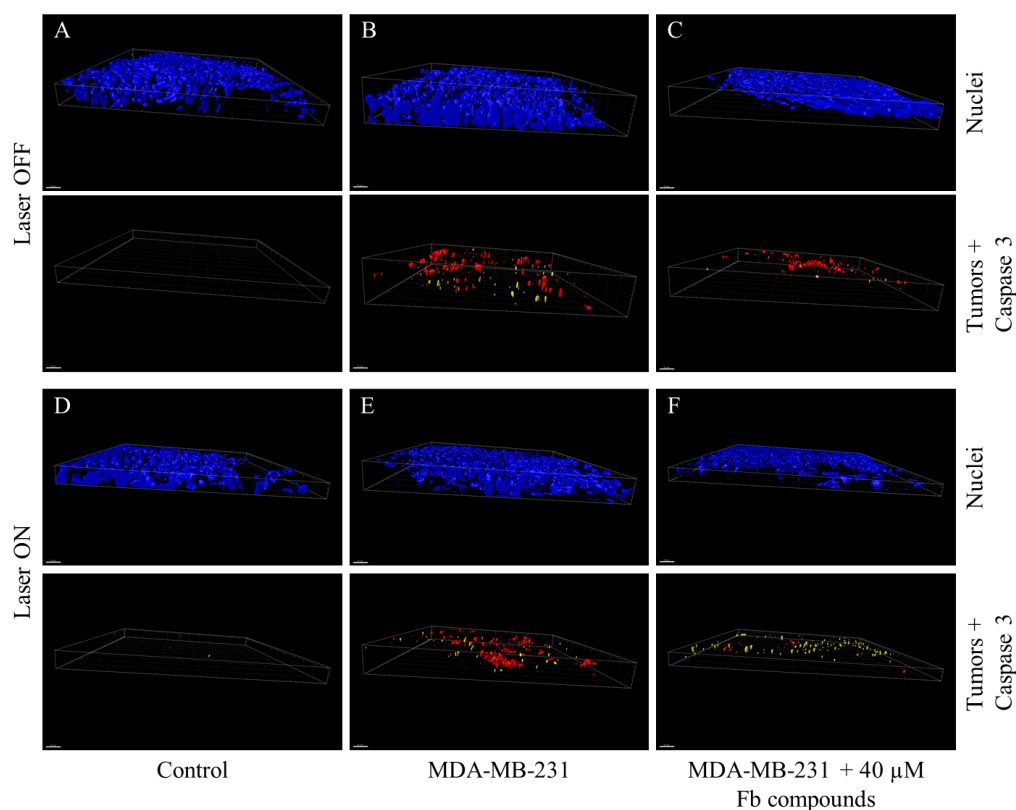 A
B
C
Nuclei
Laser OFF
Tumors +
Caspase 3
D
E
F
Nuclei
Laser ON
Tumors +
Caspase 3
Control
MDA-MB-231
MDA-MB-231 + 40 µM
Fb compounds